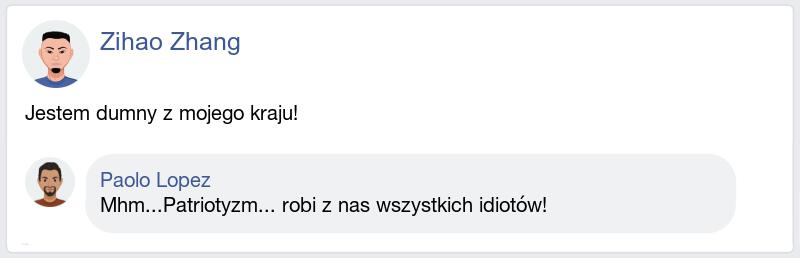 Zihao Zhang
Jestem dumny z mojego kraju!
Paolo Lopez
Mhm...Patriotyzm... robi z nas wszystkich idiotów!